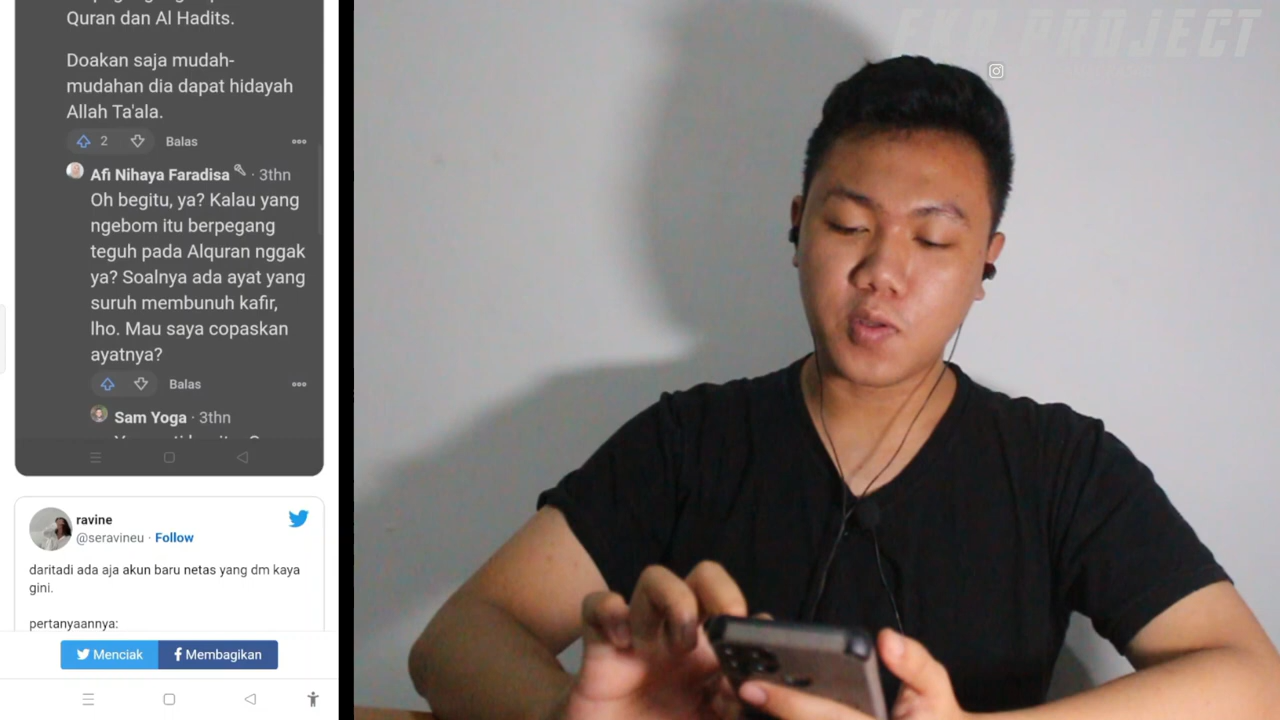 Quran dan Al Hadits.
Doakan saja mudah-
mudahan dia dapat hidayah
Allah Ta'ala.
2 Balas
Afi Nihaya Faradisa · 3thn
Oh begitu, ya? Kalau yang
ngebom itu berpegang
teguh pada Alquran nggak
ya? Soalnya ada ayat yang
suruh membunuh kafir,
lho. Mau saya copaskan
ayatnya?
Balas
Sam Yoga · 3thn
ravine
@seravineu · Follow
daritadi ada aja akun baru netas yang dm kaya
gini.
pertanyaannya:
Menciak
Membagikan
EKA PROJECT